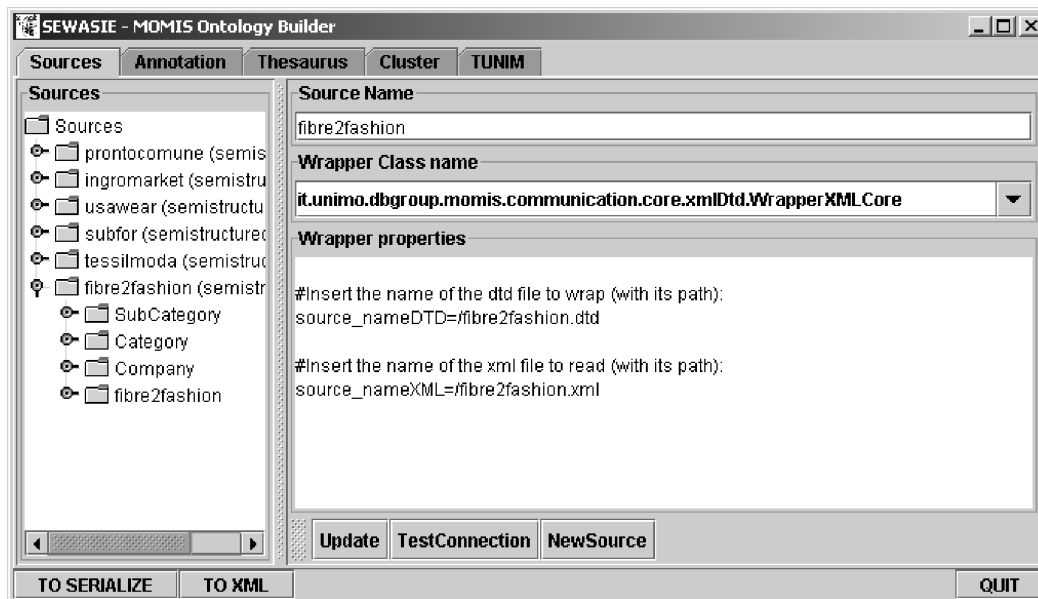 SEWASIE - MOMIS Ontology Builder
Sources Annotation Thesaurus Cluster TUNIM
Sources
Sources
prontocomune (semis
ingromarket (semistru
usawear (semistructu
subfor (semistructured
tessilmoda (semistruc
fibre2fashion (semistr
SubCategory
Category
Company
fibre2fashion
Source Name
fibre2fashion
Wrapper Class name
it.unimo.dbgroup.momis.communication.core.xmlDtd.WrapperXMLCore
Wrapper properties
#Insert the name of the dtd file to wrap (with its path):
source_nameDTD=/fibre2fashion.dtd
#Insert the name of the xml file to read (with its path):
source_nameXML=/fibre2fashion.xml
Update TestConnection NewSource
TO SERIALIZE TO XML QUIT